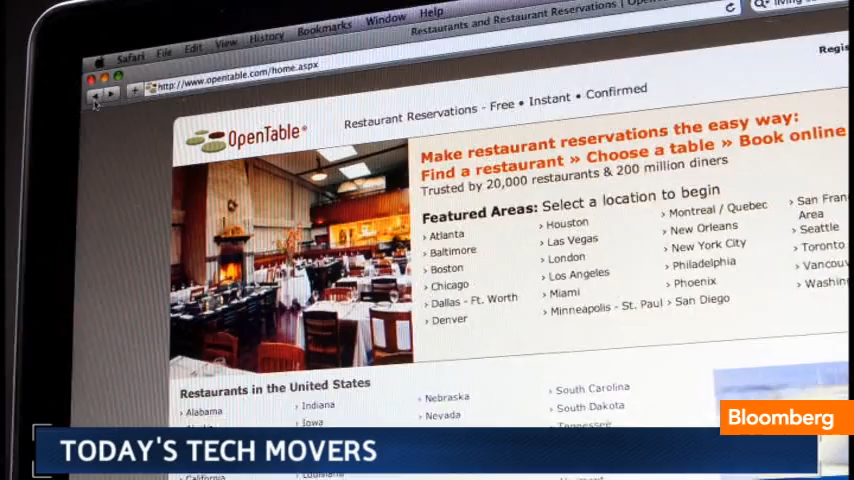 Safari File Edit View History Bookmarks Window Help
Restaurants and Restaurant Reservations |
http://www.opentable.com/home.aspx
Regis
OpenTable®
Restaurant Reservations - Free • Instant • Confirmed
Make restaurant reservations the easy way:
Find a restaurant » Choose a table » Book online
Trusted by 20,000 restaurants & 200 million diners
Featured Areas: Select a location to begin
› Atlanta
› Baltimore
› Boston
› Chicago
› Dallas - Ft. Worth
› Denver
› Houston
› Las Vegas
› London
› Los Angeles
› Miami
› Minneapolis - St. Paul
› Montreal / Quebec
› New Orleans
› New York City
› Philadelphia
› Phoenix
› San Diego
› San Fran
Area
› Seattle
› Toronto
› Vancouv
› Washin
Restaurants in the United States
› Alabama
› Indiana
› Iowa
› Nebraska
› Nevada
› South Carolina
› South Dakota
Bloomberg
TODAY'S TECH MOVERS